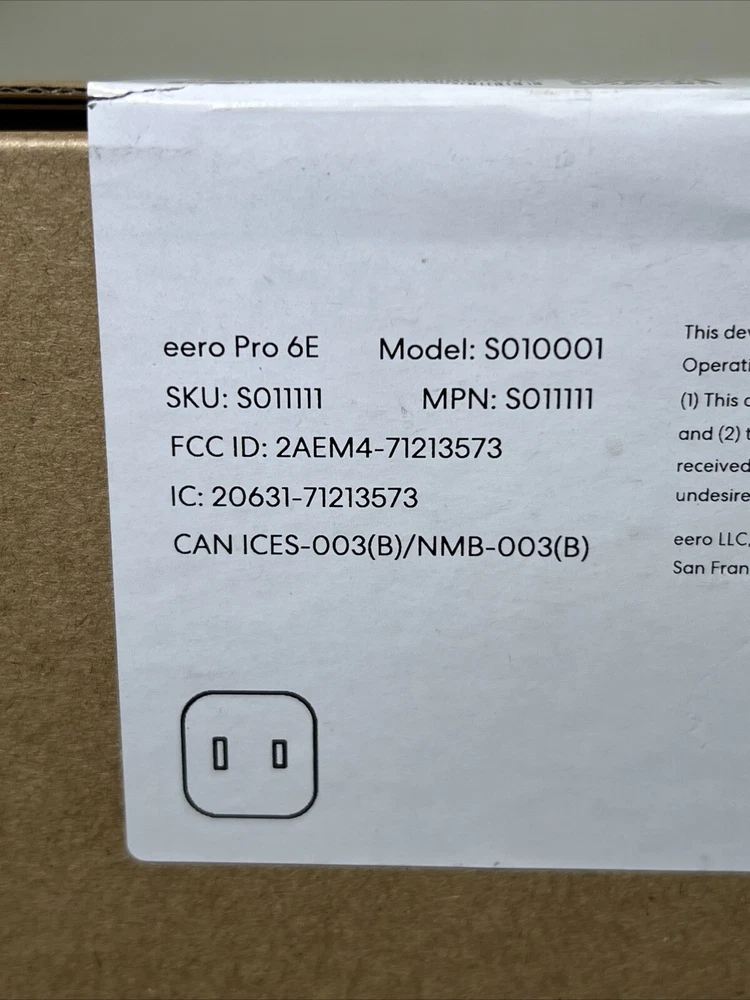 eero Pro 6E Model: S010001
SKU: S011111 MPN: S011111
FCC ID: 2AEM4-71213573
IC: 20631-71213573
CAN ICES-003(B)/NMB-003(B)
This
Operati
(1) This
and (2)
received
undesire
eero LLC,
San Fran